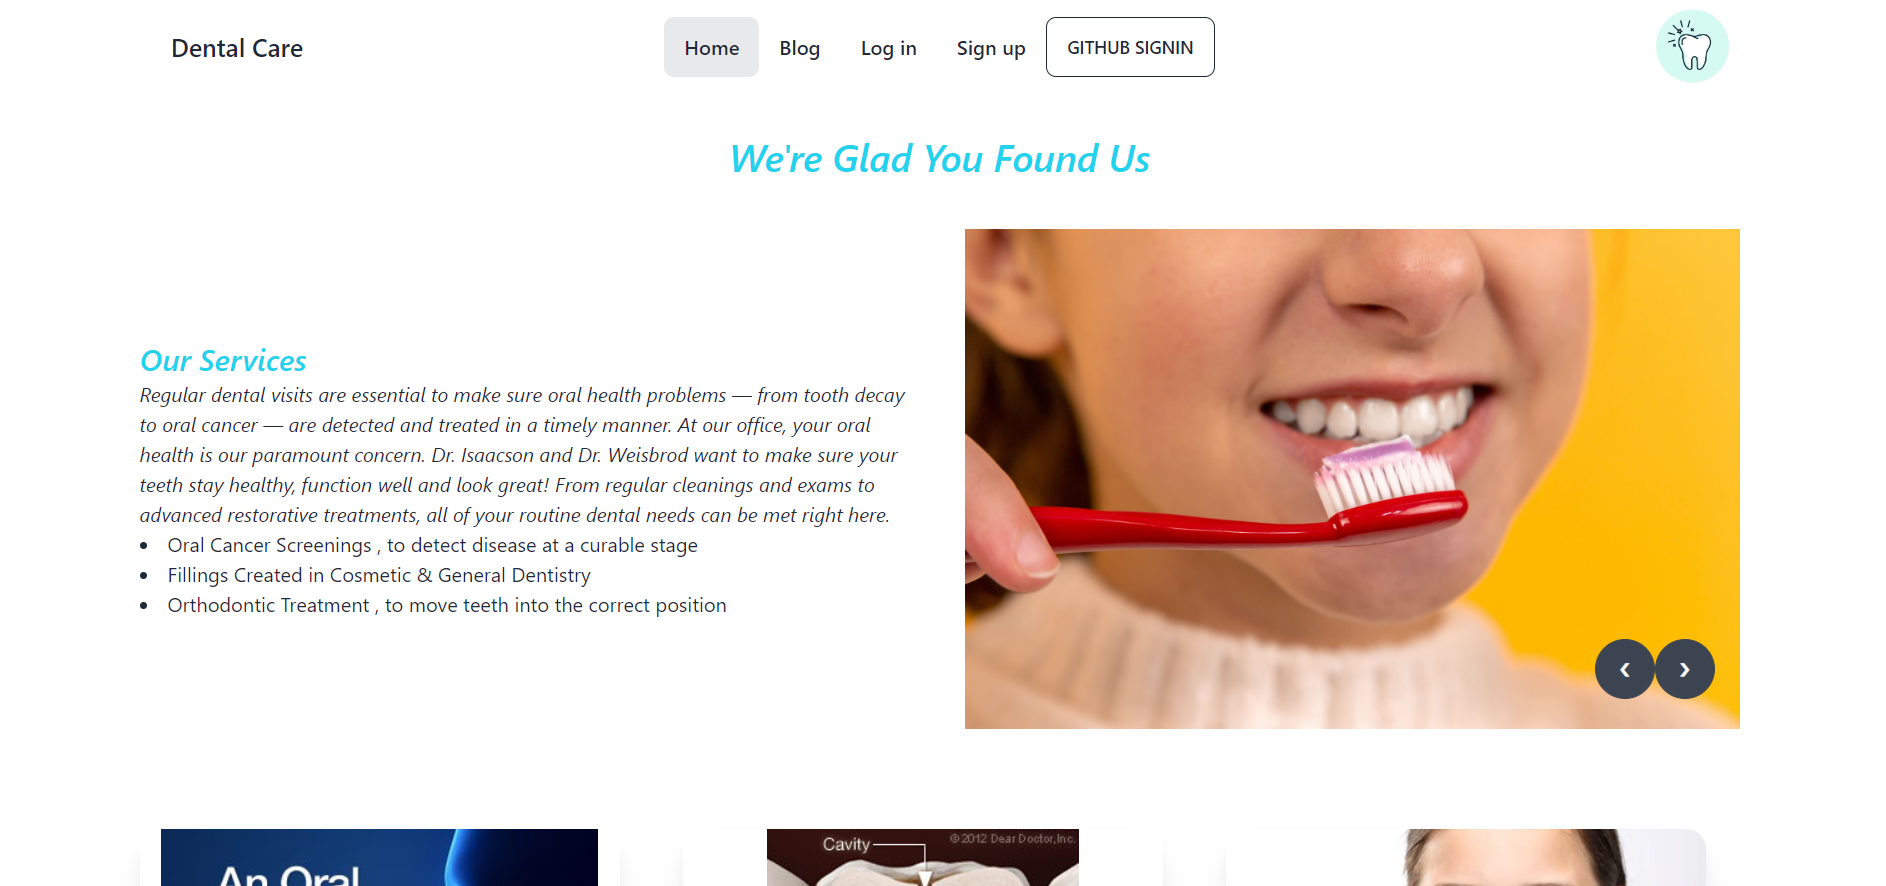 Dental Care
Home
Blog
Log in
Sign up
GITHUB SIGNIN
We're Glad You Found Us
Our Services
Regular dental visits are essential to make sure oral health problems — from tooth decay
to oral cancer — are detected and treated in a timely manner. At our office, your oral
health is our paramount concern. Dr. Isaacson and Dr. Weisbrod want to make sure your
teeth stay healthy, function well and look great! From regular cleanings and exams to
advanced restorative treatments, all of your routine dental needs can be met right here.
• Oral Cancer Screenings , to detect disease at a curable stage
• Fillings Created in Cosmetic & General Dentistry
• Orthodontic Treatment , to move teeth into the correct position
❮ ❯
An Oral
Cavity
©2012 Dear Doctor, Inc.